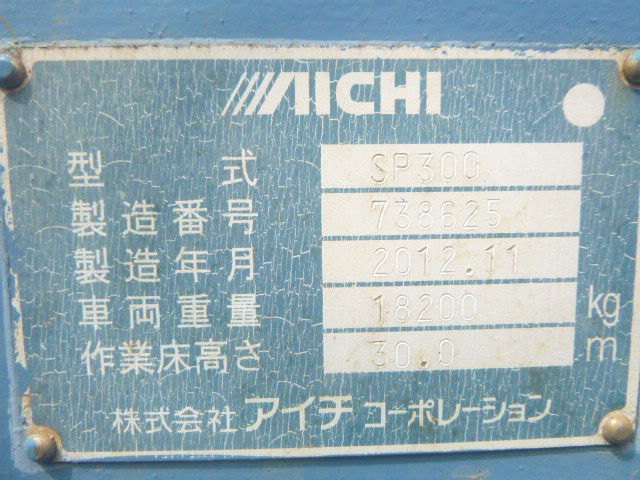 AICHI
型式 SP300
製造番号 738625
製造年月 2012.11
車両重量 18200 kg
作業床高さ 30.0 m
株式会社 アイチ コーポレーション